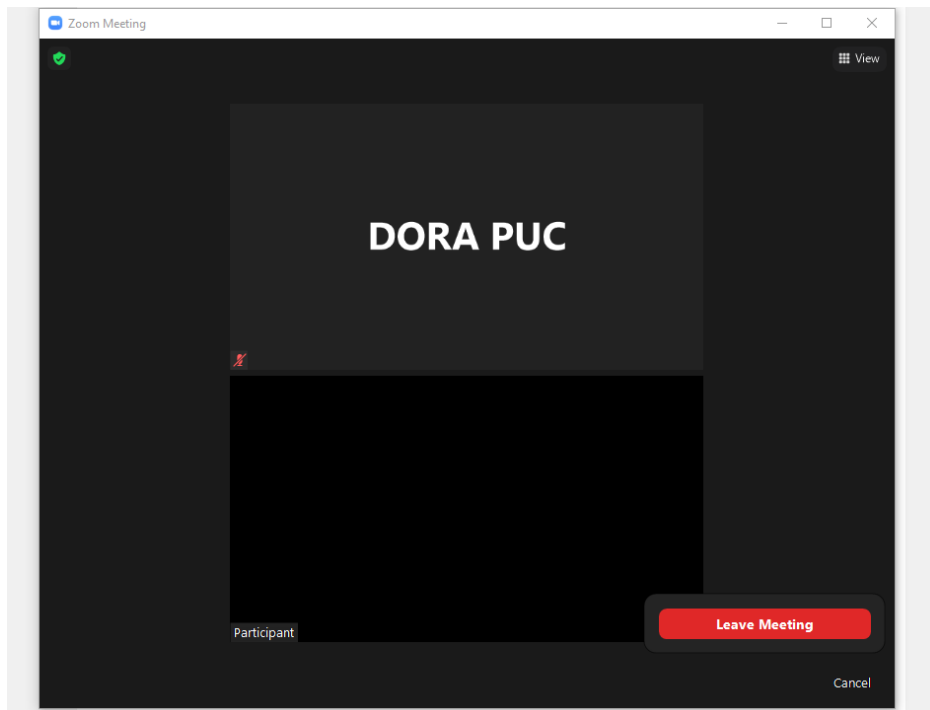 Zoom Meeting
View
DORA PUC
Participant
Leave Meeting
Cancel